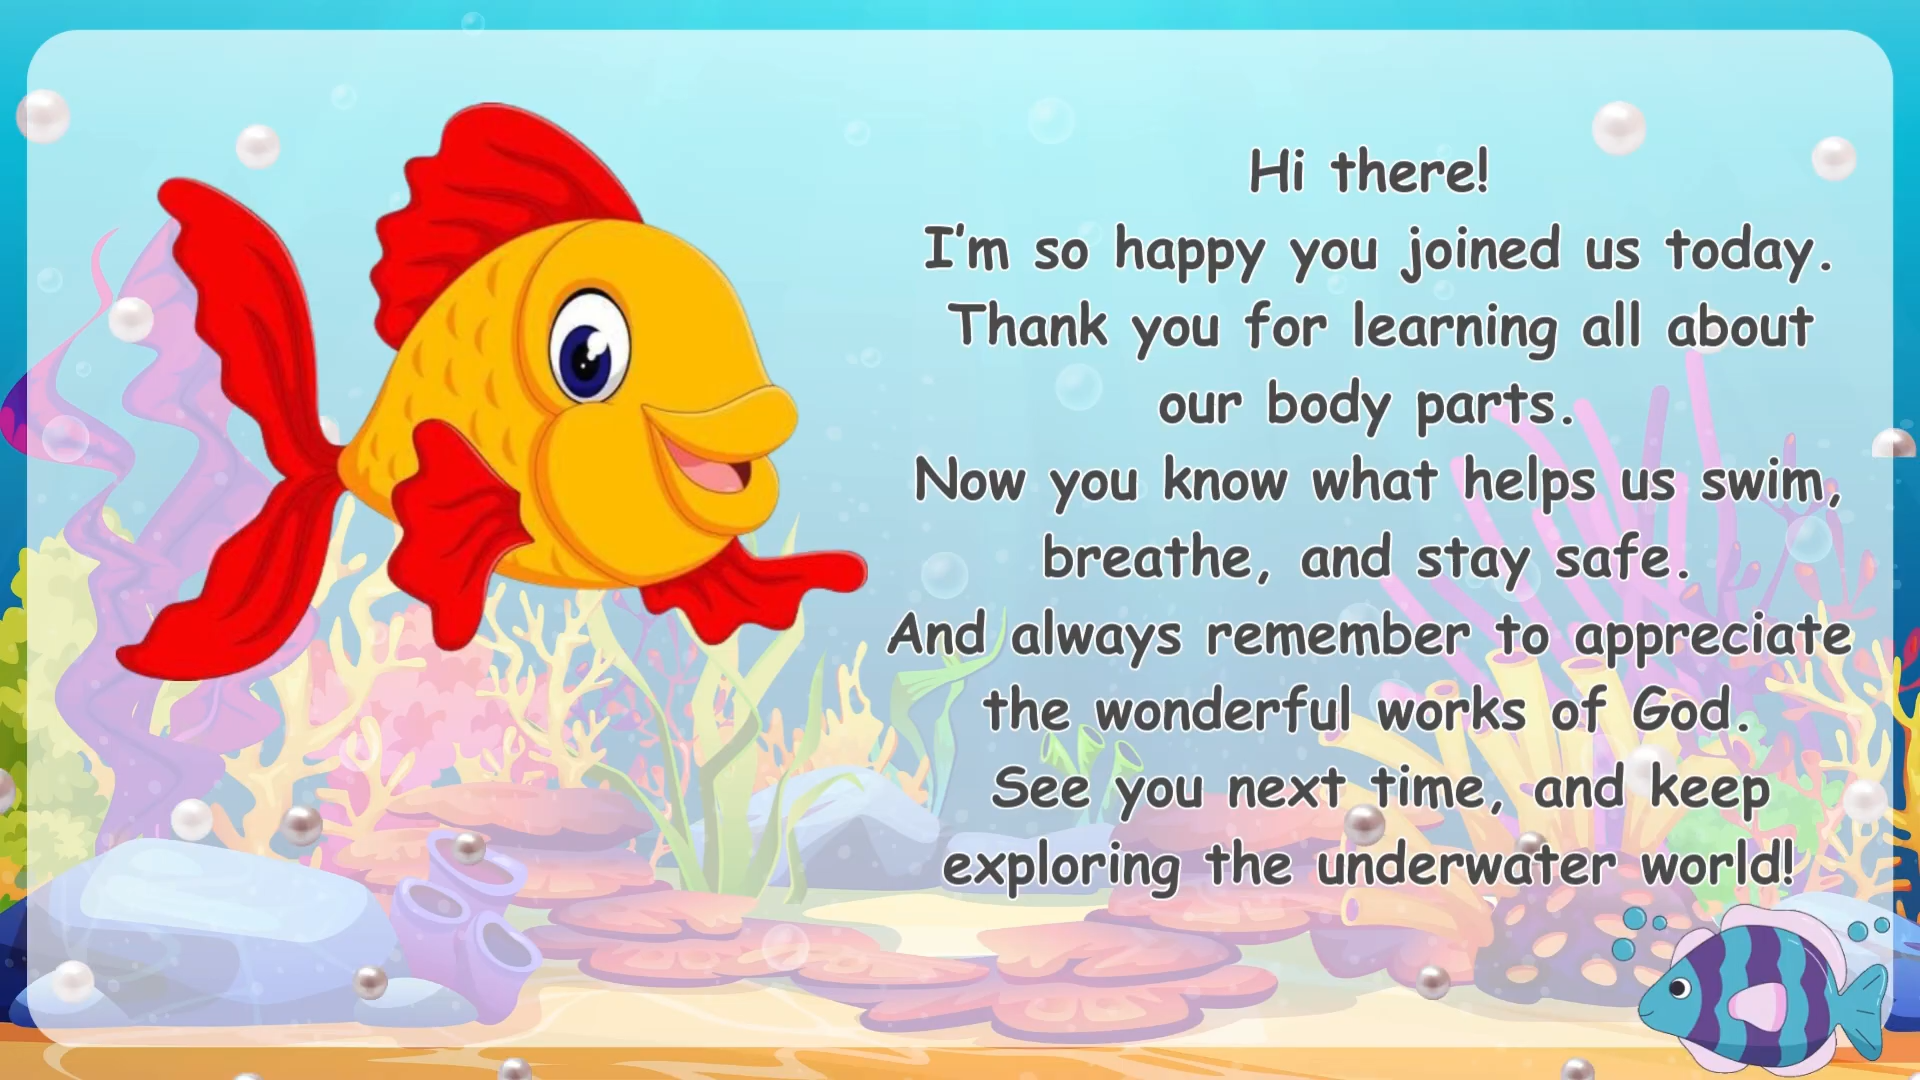 Hi there!
I'm so happy you joined us today.
Thank you for learning all about
our body parts.
Now you know what helps us swim,
breathe, and stay safe.
And always remember to appreciate
the wonderful works of God.
See you next time, and keep
exploring the underwater world!